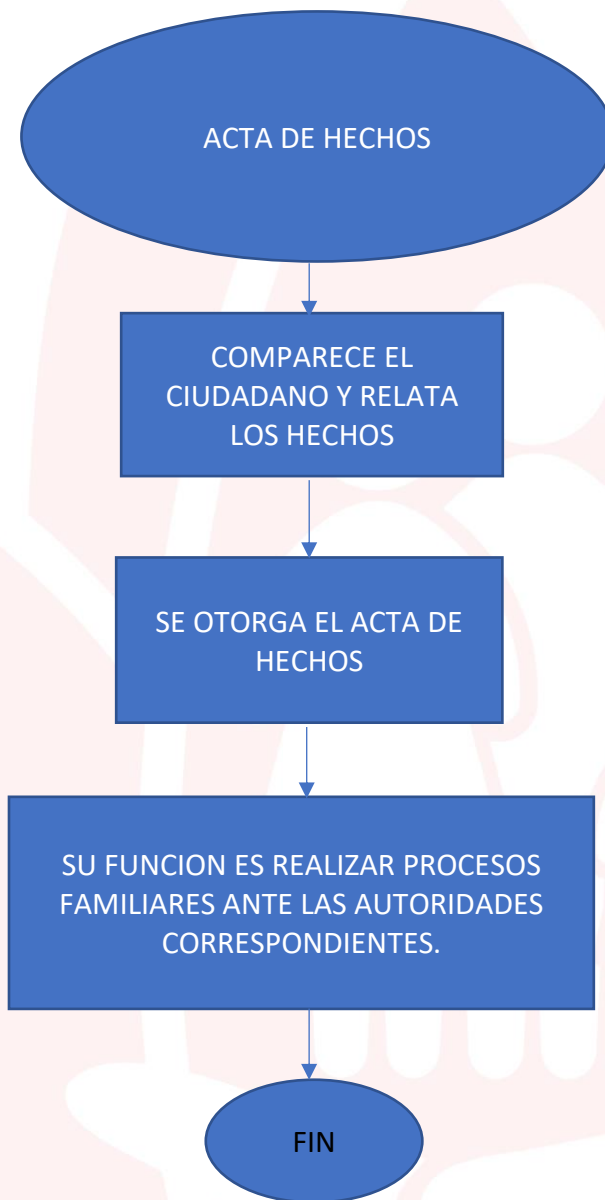 ACTA DE HECHOS
COMPARECE EL
CIUDADANO Y RELATA
LOS HECHOS
SE OTORGA EL ACTA DE
HECHOS
SU FUNCION ES REALIZAR PROCESOS
FAMILIARES ANTE LAS AUTORIDADES
CORRESPONDIENTES.
FIN